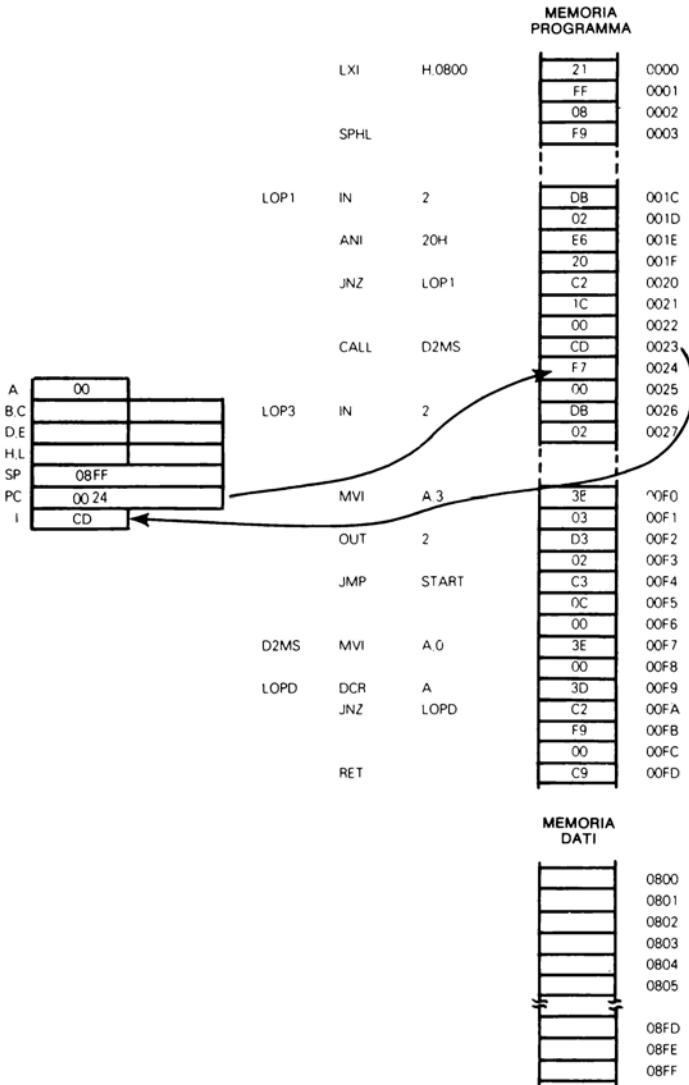 MEMORIA
PROGRAMMA
LXI H.0800 21 0000
FF 0001
08 0002
SPHL F9 0003
LOP1 IN 2 DB 001C
02 001D
ANI 20H E6 001E
20 001F
JNZ LOP1 C2 0020
1C 0021
00 0022
CALL D2MS CD 0023
F7 0024
00 0025
LOP3 IN 2 DB 0026
02 0027
A 00
B,C
D,E
H,L
SP 08FF
PC 00 24
I CD
MVI A.3 3E 00F0
03 00F1
OUT 2 D3 00F2
02 00F3
JMP START C3 00F4
0C 00F5
00 00F6
D2MS MVI A.0 3E 00F7
00 00F8
LOPD DCR A 3D 00F9
JNZ LOPD C2 00FA
F9 00FB
00 00FC
RET C9 00FD
MEMORIA
DATI
0800
0801
0802
0803
0804
0805
08FD
08FE
08FF